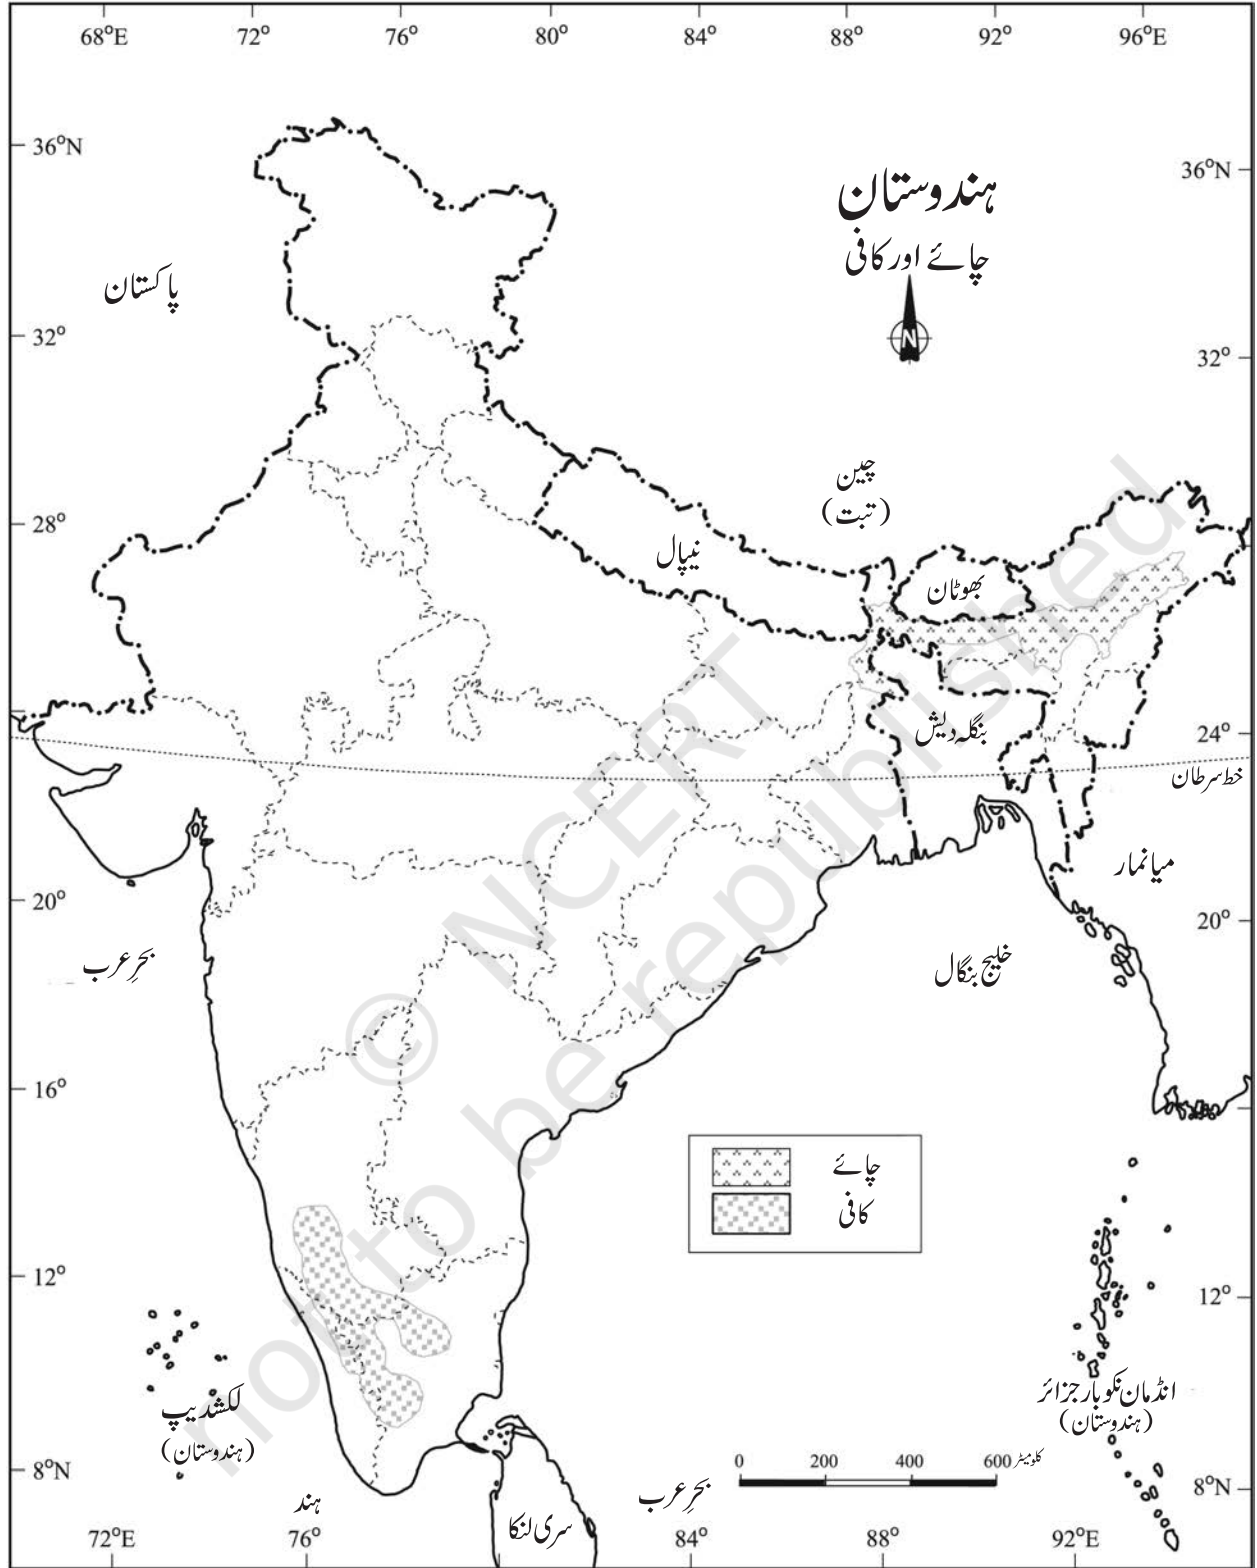 68°E 72° 76° 80° 84° 88° 92° 96°E
36°N
36°N
ہندوستان
چائے اور کافی
N
پاکستان
32°
32°
چین
(تبت)
28°
نیپال
بھوٹان
بنگلہ دیش
24°
خط سرطان
میانمار
20°
20°
بحرِ عرب
خلیج بنگال
© NCERT
not to be republished
16°
چائے
کافی
12°
12°
لکشدیپ
(ہندوستان)
انڈمان نکوبار جزائر
(ہندوستان)
0 200 400 600 کلومیٹر
8°N
8°N
ہند
سری لنکا
بحرِ عرب
72°E 76° 84° 88° 92°E